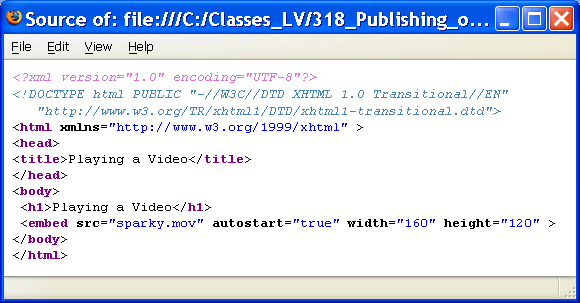 Source of: file:///C:/Classes_LV/318_Publishing_o...
File Edit View Help
<?xml version="1.0" encoding="UTF-8"?>
<!DOCTYPE html PUBLIC "-//W3C//DTD XHTML 1.0 Transitional//EN"
"http://www.w3.org/TR/xhtml1/DTD/xhtml1-transitional.dtd">
<html xmlns="http://www.w3.org/1999/xhtml" >
<head>
<title>Playing a Video</title>
</head>
<body>
<h1>Playing a Video</h1>
<embed src="sparky.mov" autostart="true" width="160" height="120" >
</body>
</html>